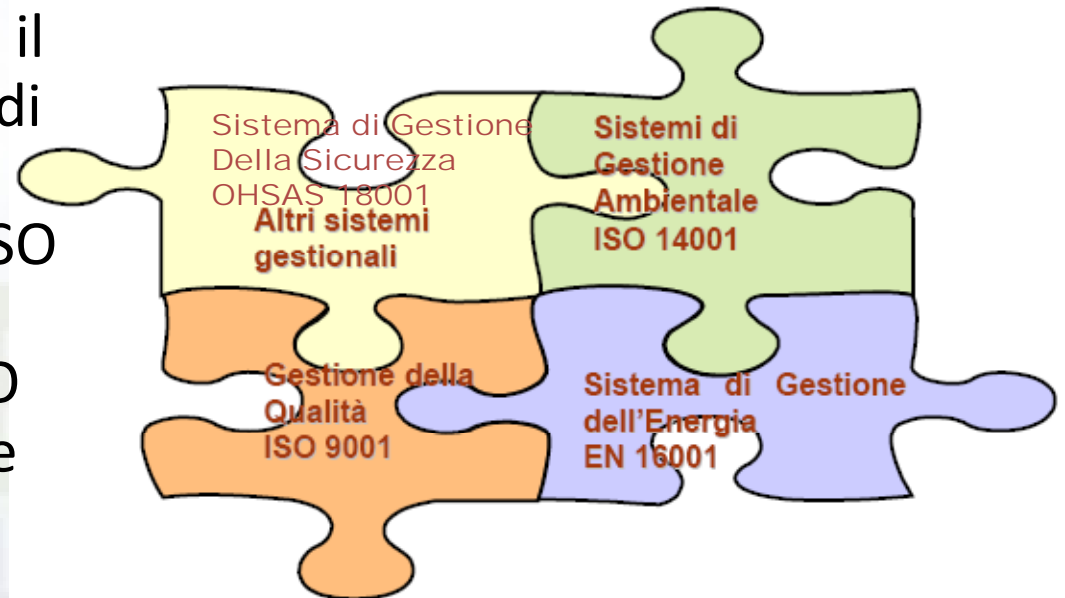 il
di
SO
O
e
Sistema di Gestione
Della Sicurezza
OHSAS 18001
Altri sistemi
gestionali
Sistemi di
Gestione
Ambientale
ISO 14001
Gestione della
Qualità
ISO 9001
Sistema di Gestione
dell’Energia
EN 16001